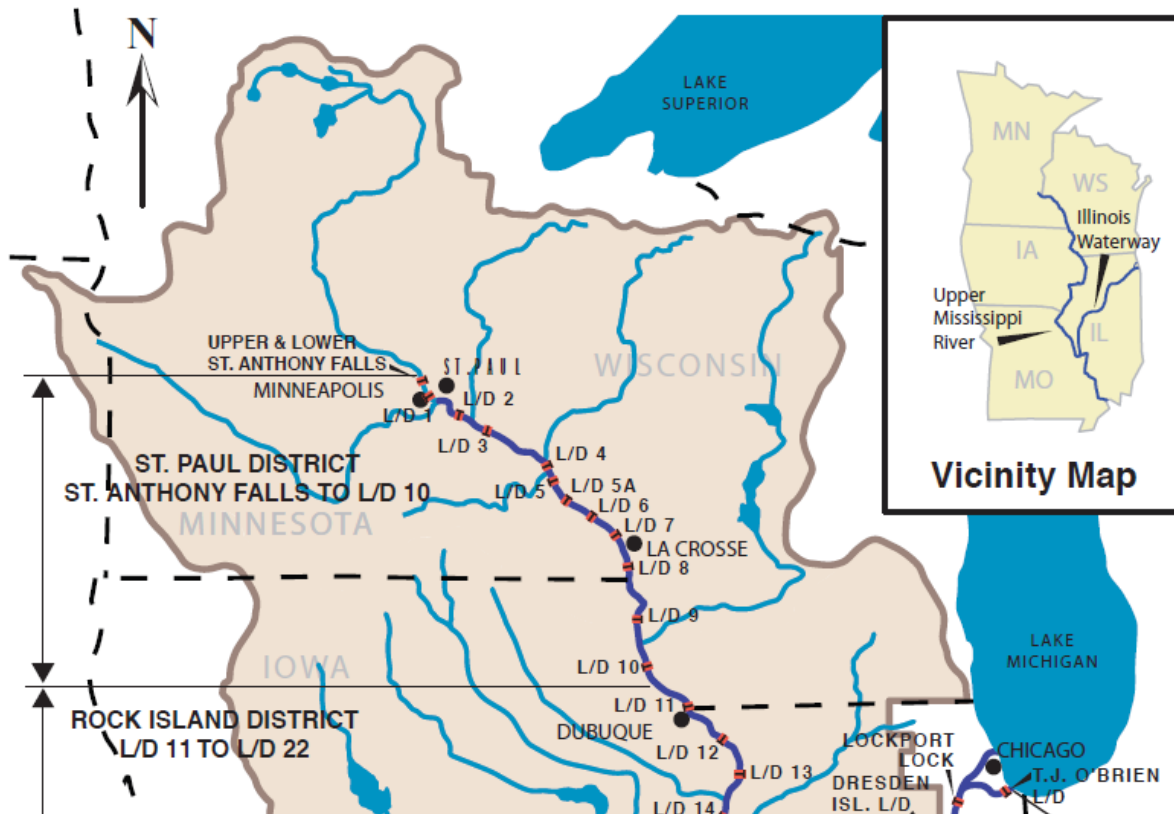 N
LAKE
SUPERIOR
MN
WS
Illinois
Waterway
IA
Upper
Mississippi
River
IL
MO
Vicinity Map
UPPER & LOWER
ST. ANTHONY FALLS
ST. PAUL
WISCONSIN
MINNEAPOLIS
L/D 1
L/D 2
L/D 3
L/D 4
ST. PAUL DISTRICT
ST. ANTHONY FALLS TO L/D 10
L/D 5
L/D 5A
L/D 6
MINNESOTA
L/D 7
LA CROSSE
L/D 8
L/D 9
LAKE
MICHIGAN
IOWA
L/D 10
L/D 11
ROCK ISLAND DISTRICT
L/D 11 TO L/D 22
DUBUQUE
L/D 12
LOCKPORT
LOCK
CHICAGO
L/D 13
DRESDEN
ISL. L/D
T.J. O'BRIEN
L/D
L/D 14